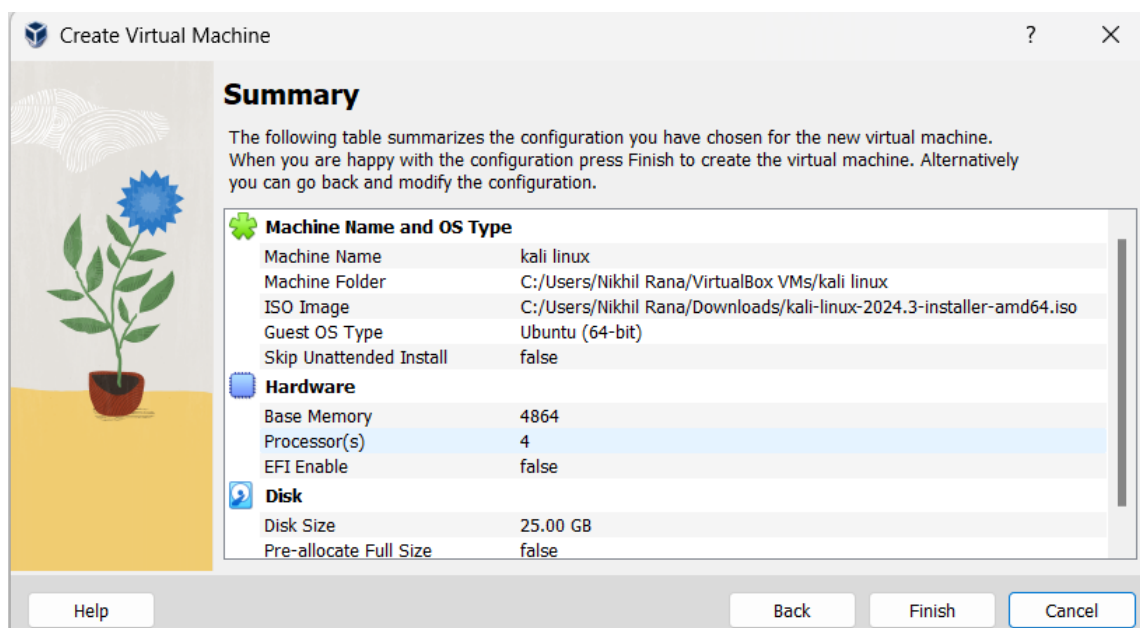 Create Virtual Machine ?
Summary
The following table summarizes the configuration you have chosen for the new virtual machine.
When you are happy with the configuration press Finish to create the virtual machine. Alternatively
you can go back and modify the configuration.
Machine Name and OS Type
Machine Name kali linux
Machine Folder C:/Users/Nikhil Rana/VirtualBox VMs/kali linux
ISO Image C:/Users/Nikhil Rana/Downloads/kali-linux-2024.3-installer-amd64.iso
Guest OS Type Ubuntu (64-bit)
Skip Unattended Install false
Hardware
Base Memory 4864
Processor(s) 4
EFI Enable false
Disk
Disk Size 25.00 GB
Pre-allocate Full Size false
Help Back Finish Cancel